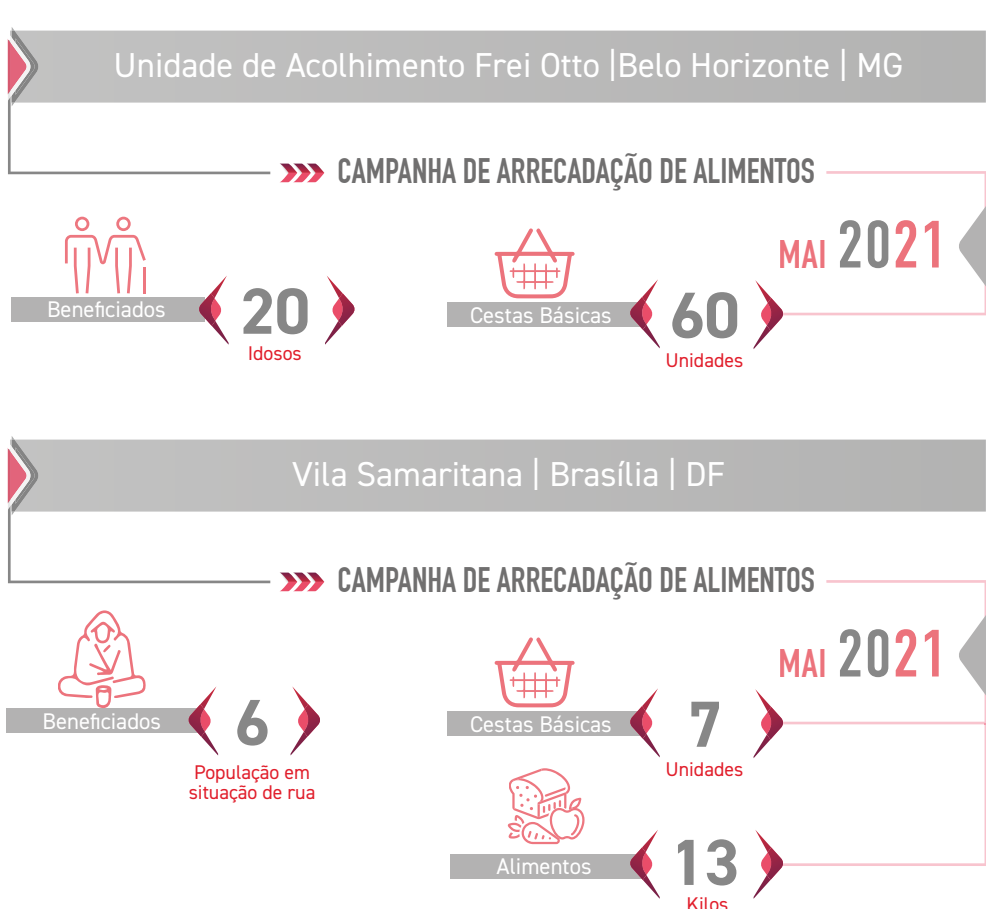 Unidade de Acolhimento Frei Otto |Belo Horizonte | MG
CAMPANHA DE ARRECADAÇÃO DE ALIMENTOS
MAI 2021
Beneficiados
20
Idosos
Cestas Básicas
60
Unidades
Vila Samaritana | Brasília | DF
CAMPANHA DE ARRECADAÇÃO DE ALIMENTOS
MAI 2021
Beneficiados
6
População em
situação de rua
Cestas Básicas
7
Unidades
Alimentos
13
Kilos